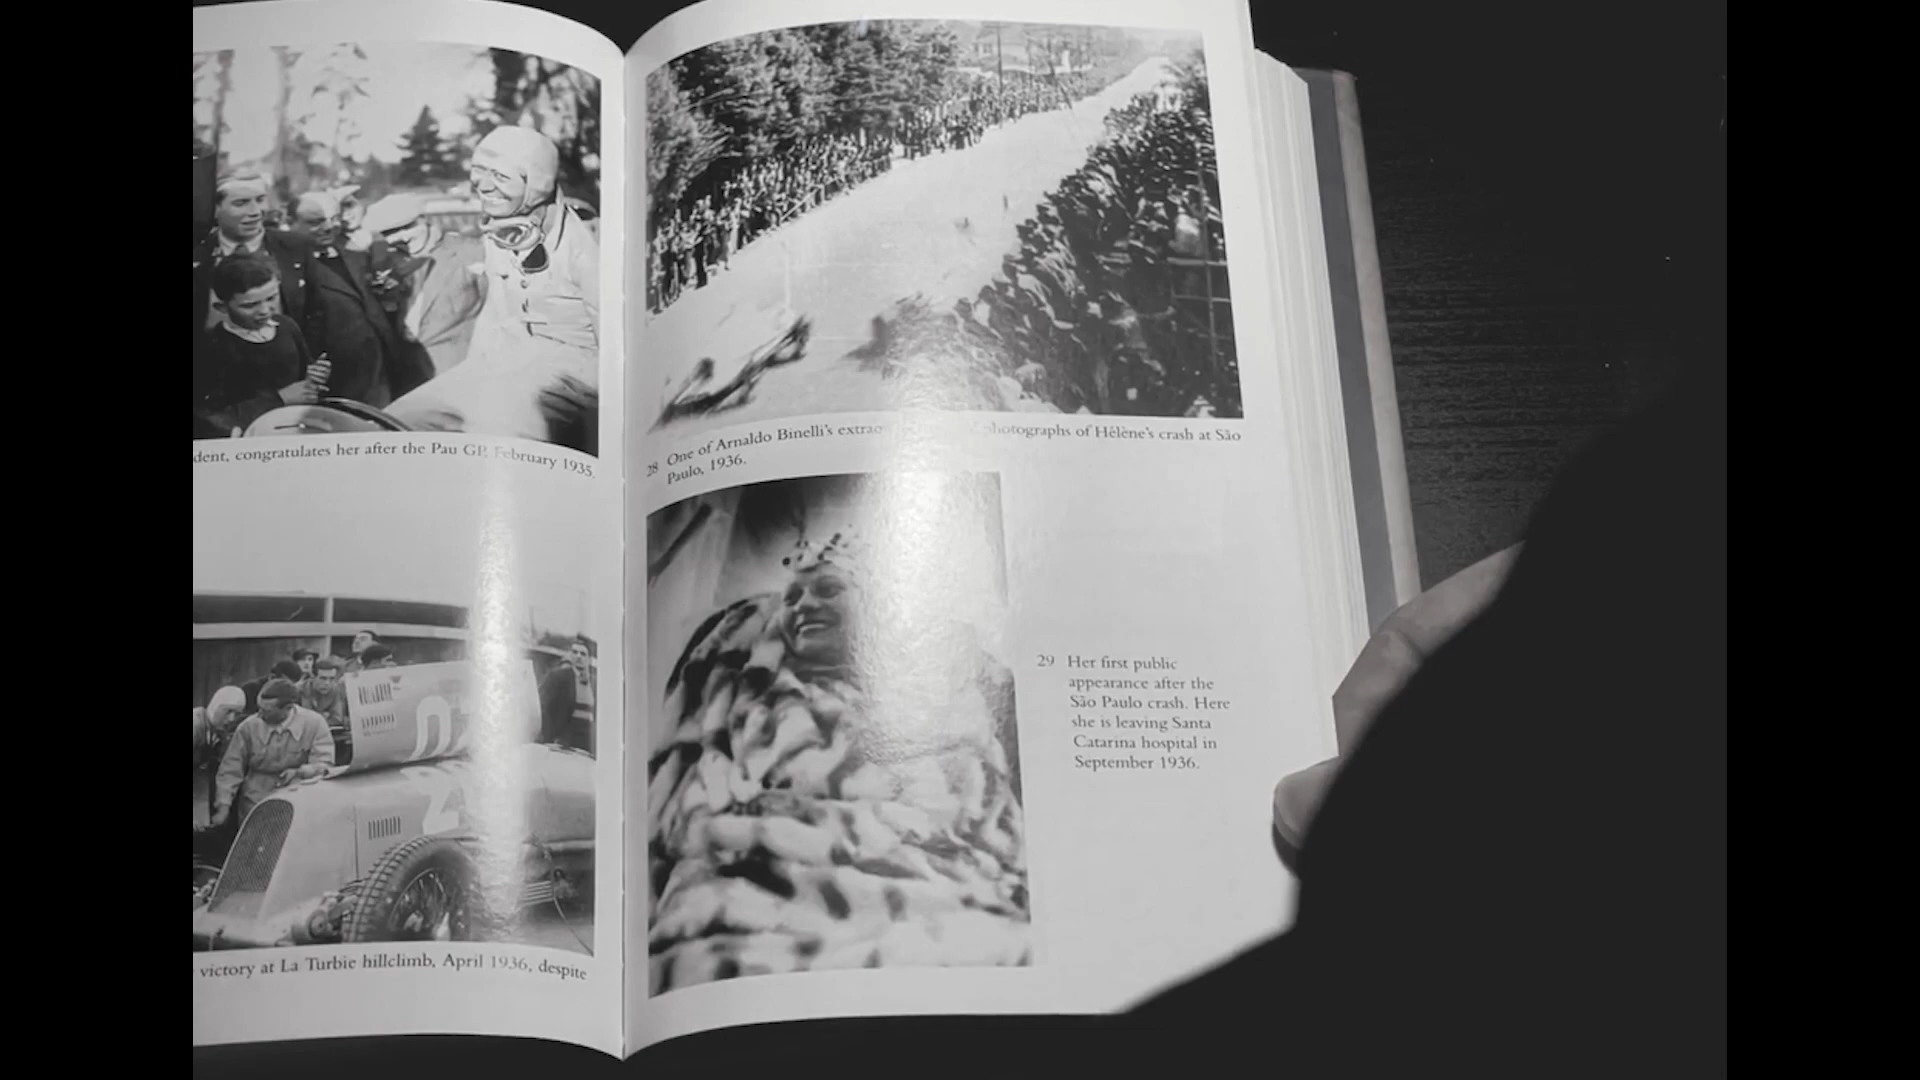 dent, congratulates her after the Pau GP, February 1935.
victory at La Turbie hillclimb, April 1936, despite
28 One of Arnaldo Binelli's photographs of Hélène's crash at São
Paulo, 1936.
29 Her first public
appearance after the
São Paulo crash. Here
she is leaving Santa
Catarina hospital in
September 1936.